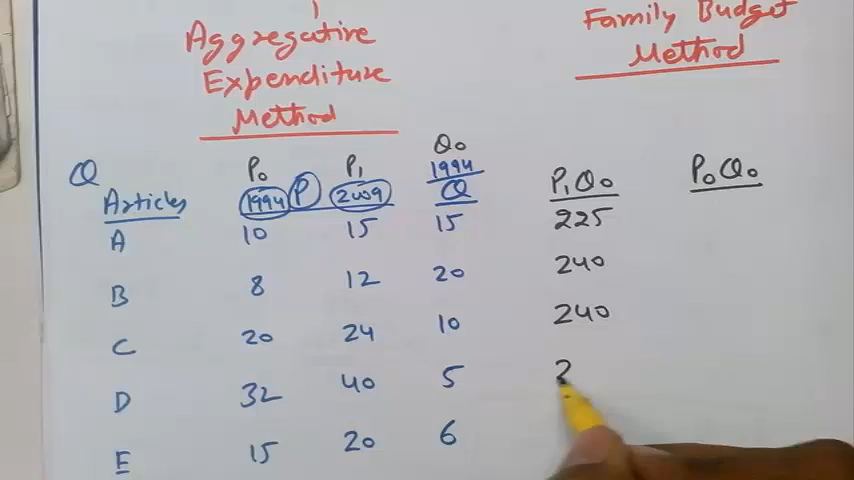 Aggregative
Expenditure
Method
Family Budget
Method
Q
Articles P0 1994 P P1 2009 Q0 1994 Q P1Q0 P0Q0
A 10 15 15 225
B 8 12 20 240
C 20 24 10 240
D 32 40 5 2
E 15 20 6